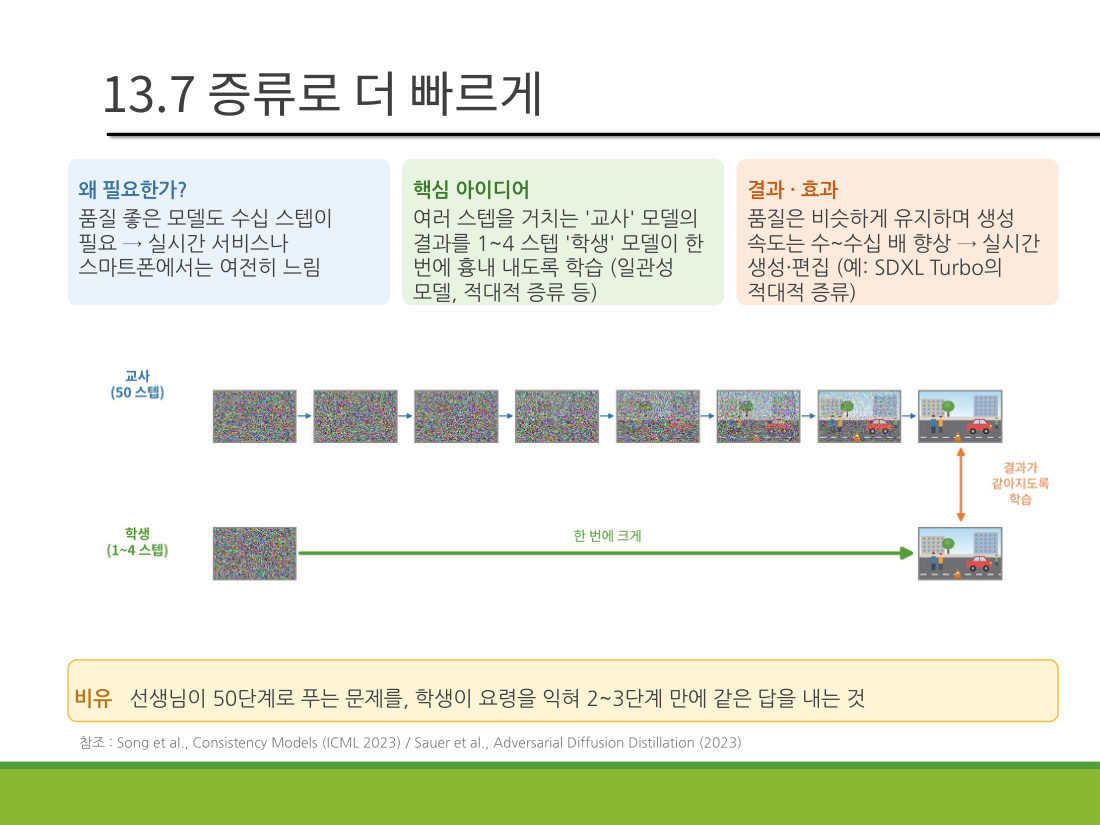 13.7 증류로 더 빠르게
왜 필요한가?
품질 좋은 모델도 수십 스텝이
필요 → 실시간 서비스나
스마트폰에서는 여전히 느림
핵심 아이디어
여러 스텝을 거치는 '교사' 모델의
결과를 1~4 스텝 '학생' 모델이 한
번에 흉내 내도록 학습 (일관성
모델, 적대적 증류 등)
결과 · 효과
품질은 비슷하게 유지하며 생성
속도는 수~수십 배 향상 → 실시간
생성·편집 (예: SDXL Turbo의
적대적 증류)
교사
(50 스텝)
결과가
같아지도록
학습
학생
(1~4 스텝)
한 번에 크게
비유 선생님이 50단계로 푸는 문제를, 학생이 요령을 익혀 2~3단계 만에 같은 답을 내는 것
참조 : Song et al., Consistency Models (ICML 2023) / Sauer et al., Adversarial Diffusion Distillation (2023)